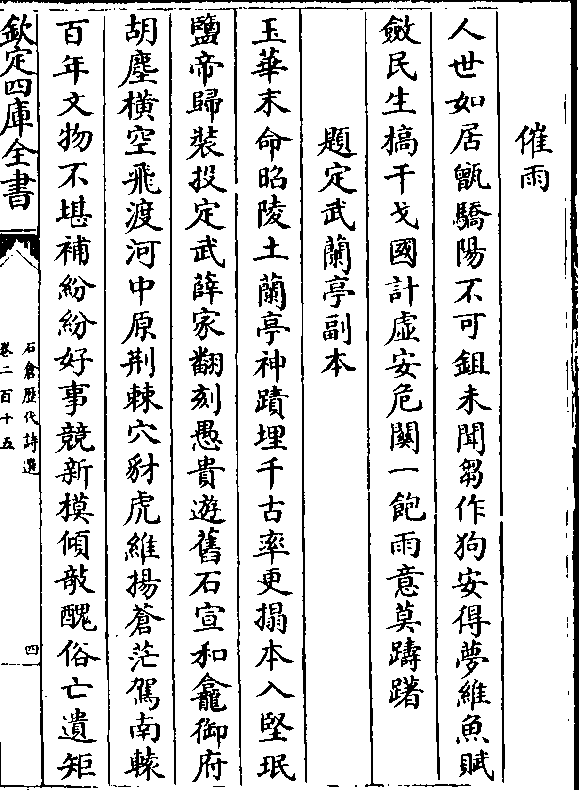 催雨
人世如居甑驕陽不可鉏未聞芻作狗安得夢維魚賦
斂民生槁干戈國計虛安危關一飽雨意莫躊躇
題定武蘭亭副本
玉華末命昭陵土蘭亭神蹟埋千古率更搨本入堅珉
鹽帝歸裝投定武薛家翻刻愚貴遊舊石宣和龕御府
胡塵橫空飛渡河中原荆棘穴豺虎維揚蒼茫駕南轅
百年文物不堪補紛紛好事競新模傾敧醜俗亡遺矩
欽定四庫全書
石倉歷代詩選
卷二百十五
四